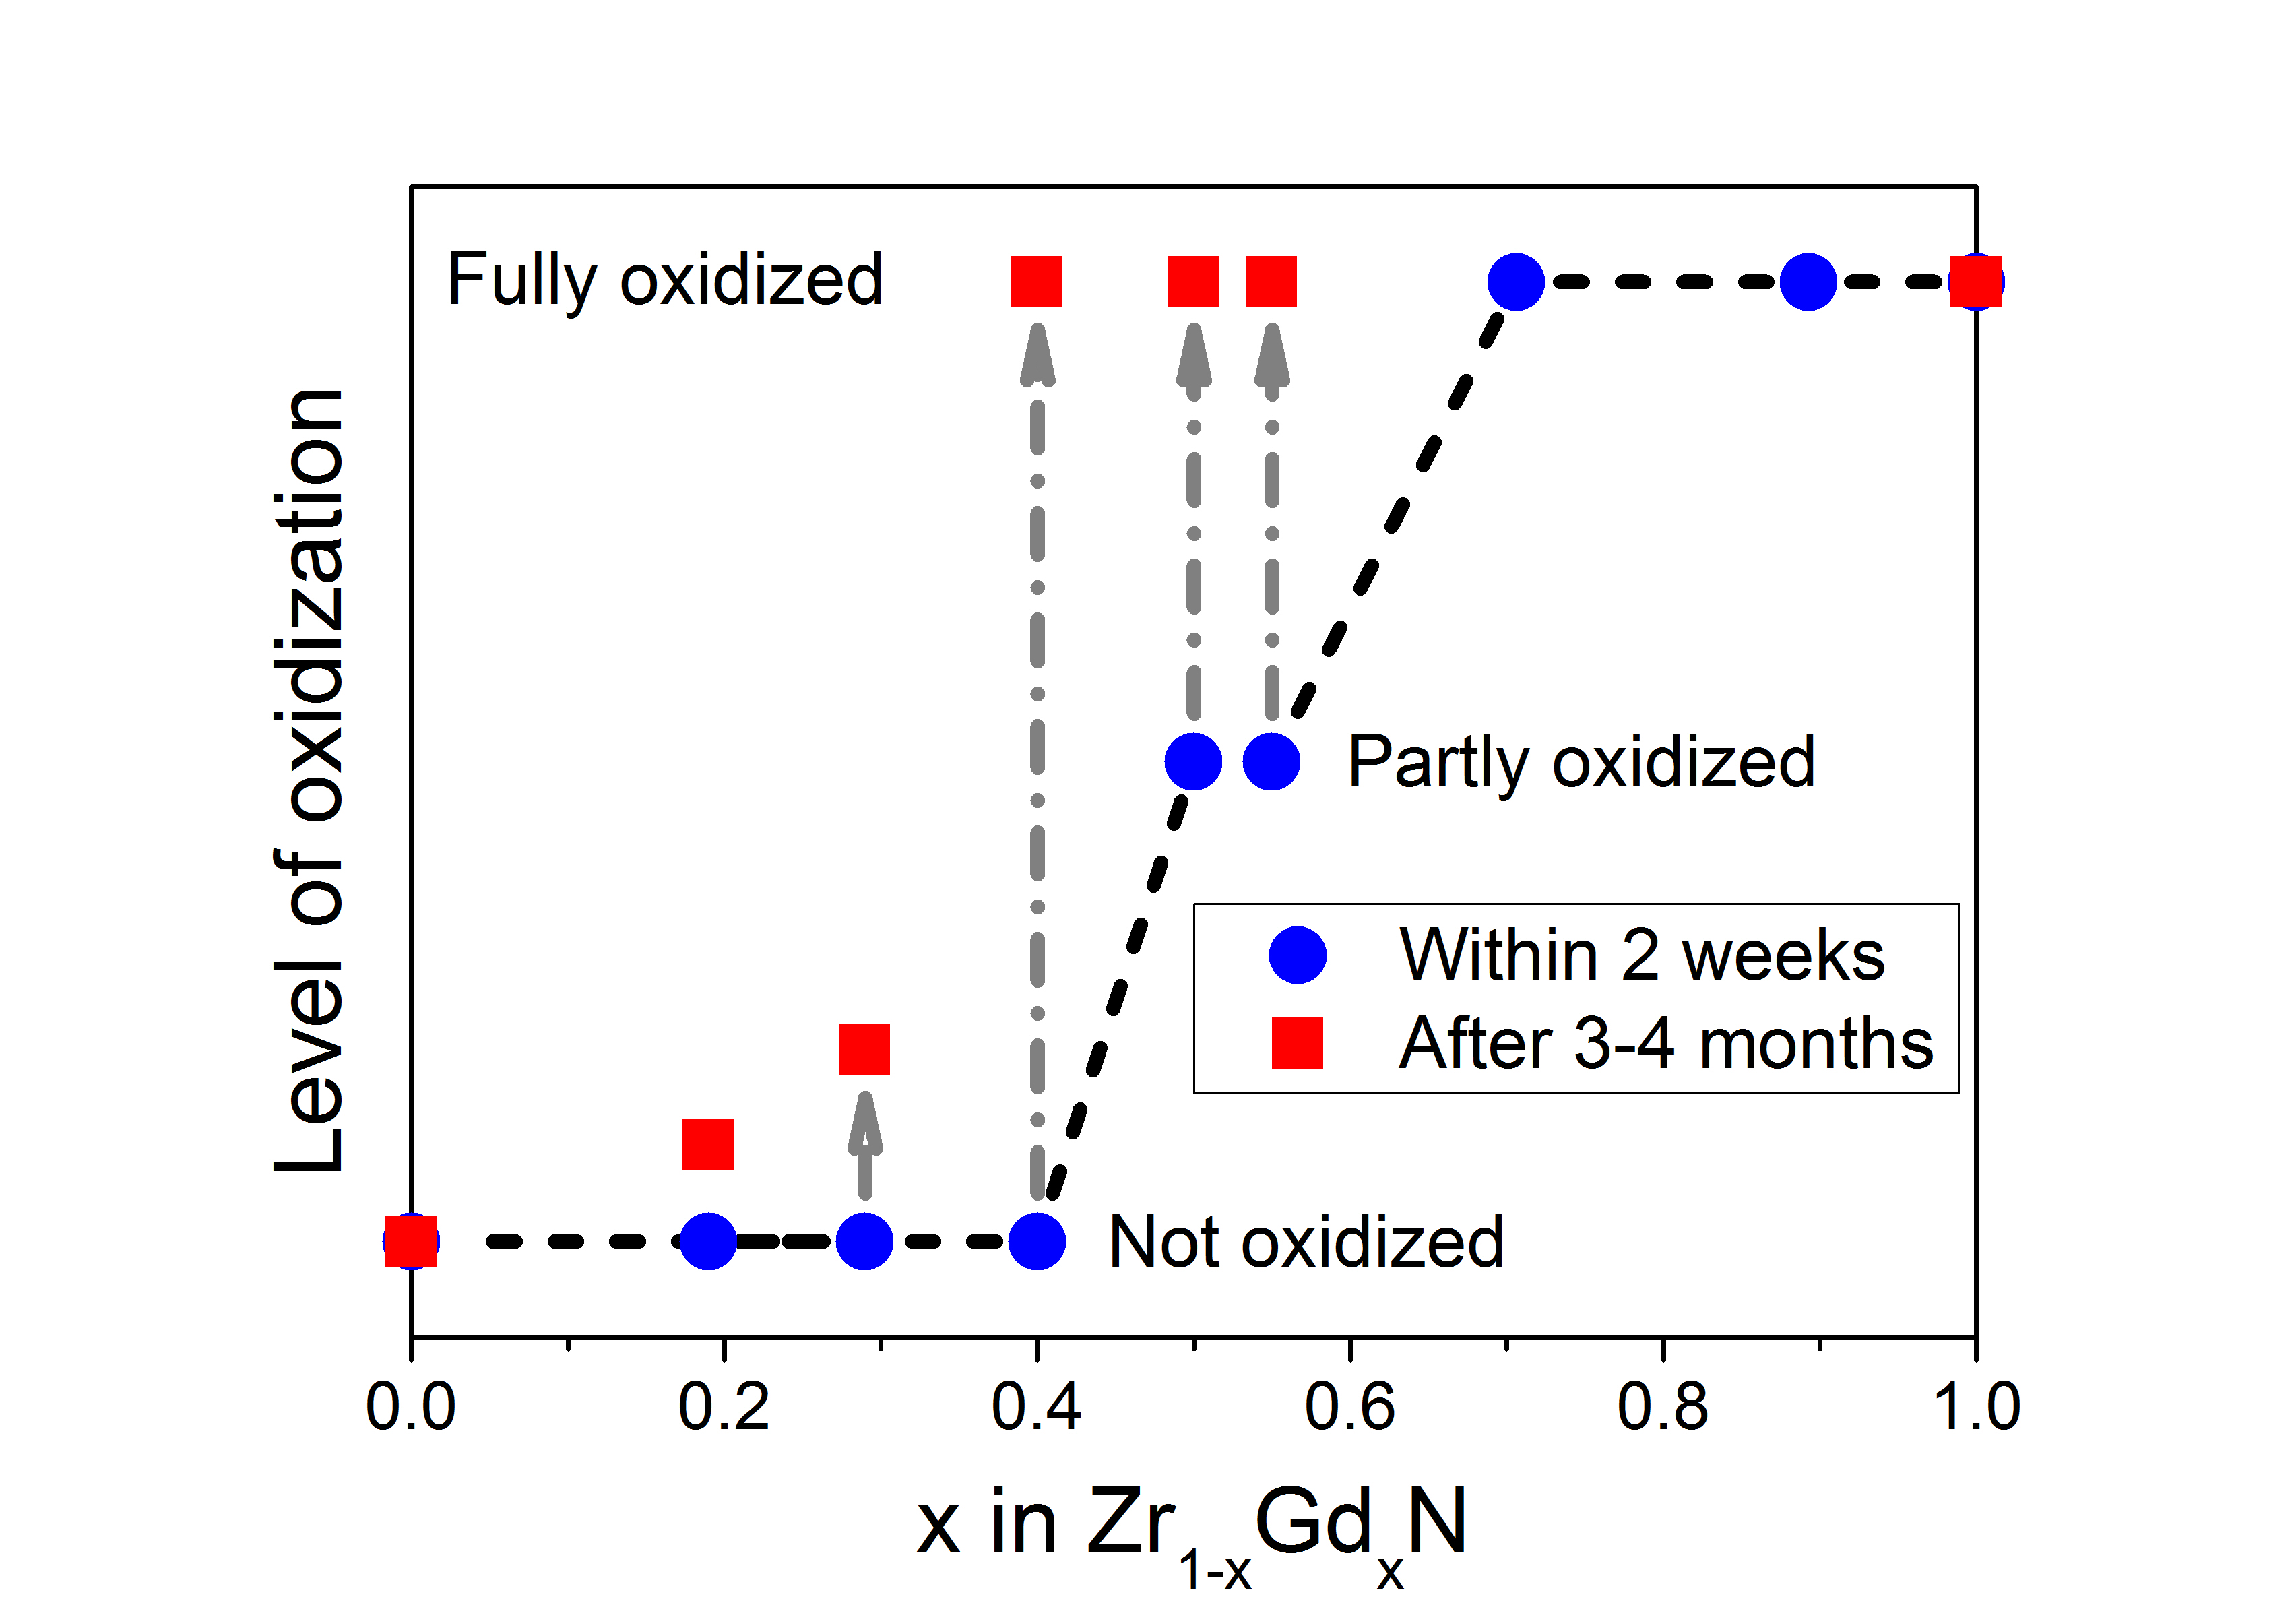 Fully oxidized
Level of oxidization
Partly oxidized
Within 2 weeks
After 3-4 months
Not oxidized
0.0 0.2 0.4 0.6 0.8 1.0
x in Zr1-xGdxN